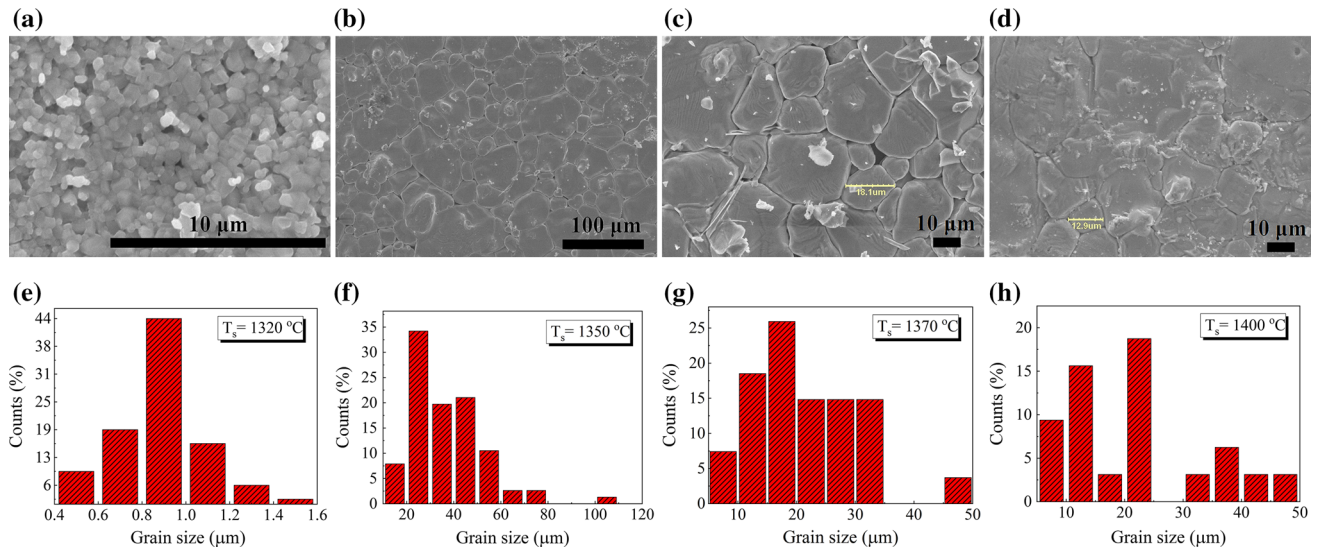 (a)
(b)
(c)
(d)
10 μm
100 μm
18.1um
10 μm
12.9um
10 μm
(e)
(f)
(g)
(h)
Counts (%)
44
38
31
25
19
13
6
0.4 0.6 0.8 1.0 1.2 1.4 1.6
Grain size (μm)
Ts= 1320 °C
Counts (%)
35
30
25
20
15
10
5
0
20 40 60 80 100 120
Grain size (μm)
Ts= 1350 °C
Counts (%)
25
20
15
10
5
0
10 20 30 40 50
Grain size (μm)
Ts= 1370 °C
Counts (%)
20
15
10
5
0
10 20 30 40 50
Grain size (μm)
Ts= 1400 °C